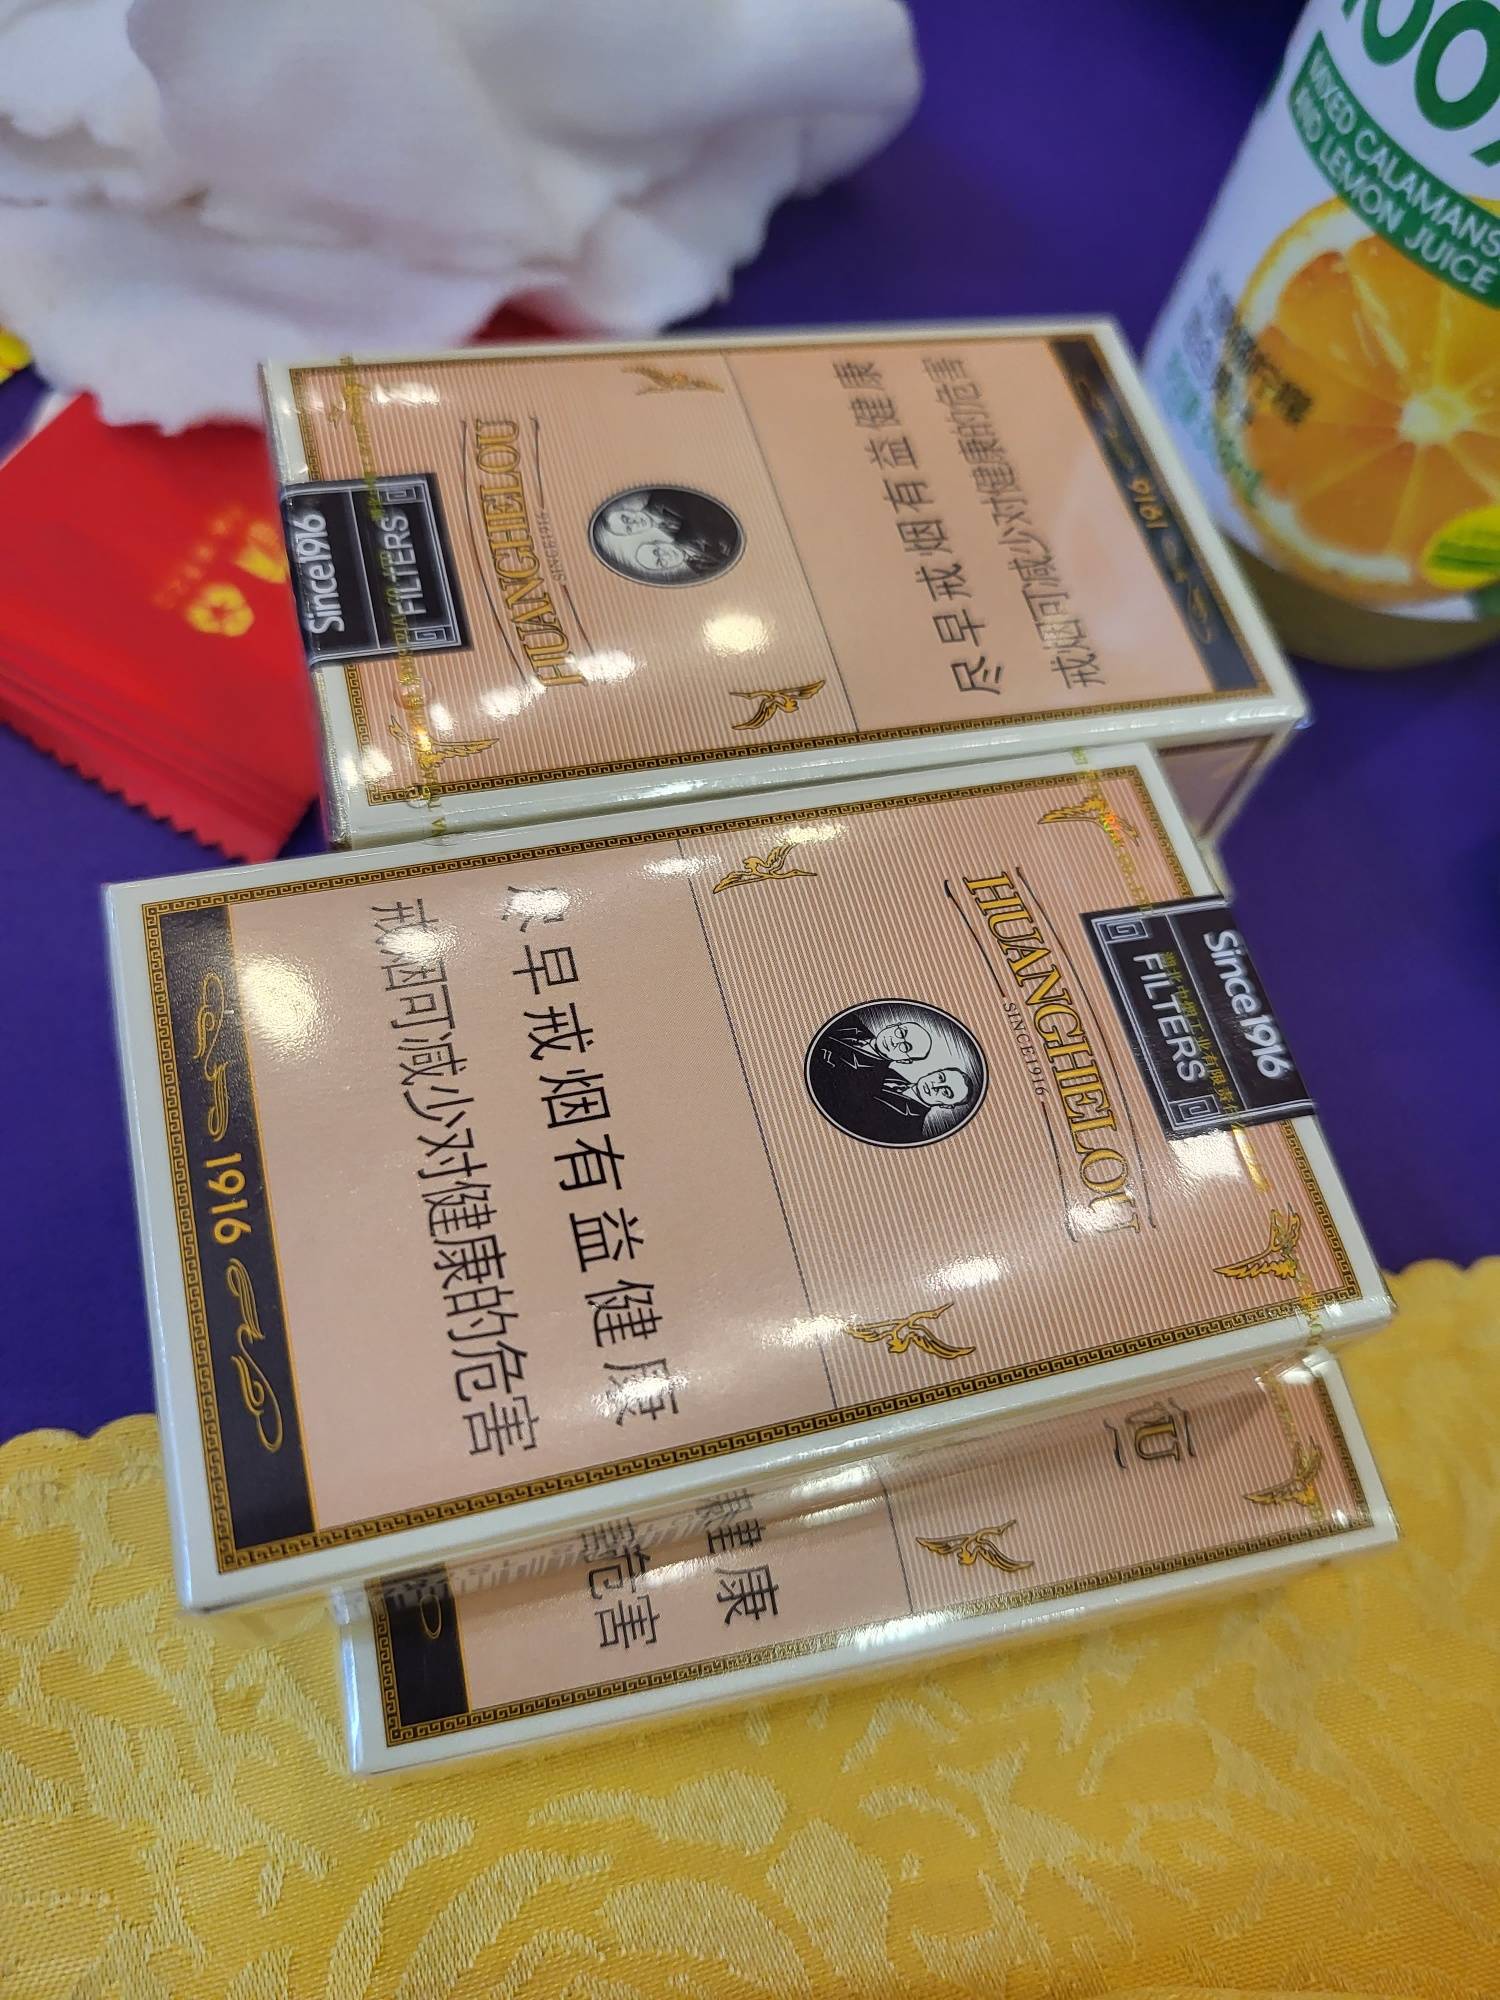 00%
MIXED CALAMANSI
AND LEMON JUICE
Since1916
FILTERS
HUANGHELOU
SINCE1916
尽早戒烟有益健康
戒烟可减少对健康的危害
1916
Since1916
FILTERS
HUANGHELOU
SINCE1916
尽早戒烟有益健康
戒烟可减少对健康的危害
1916
U
健康
危害